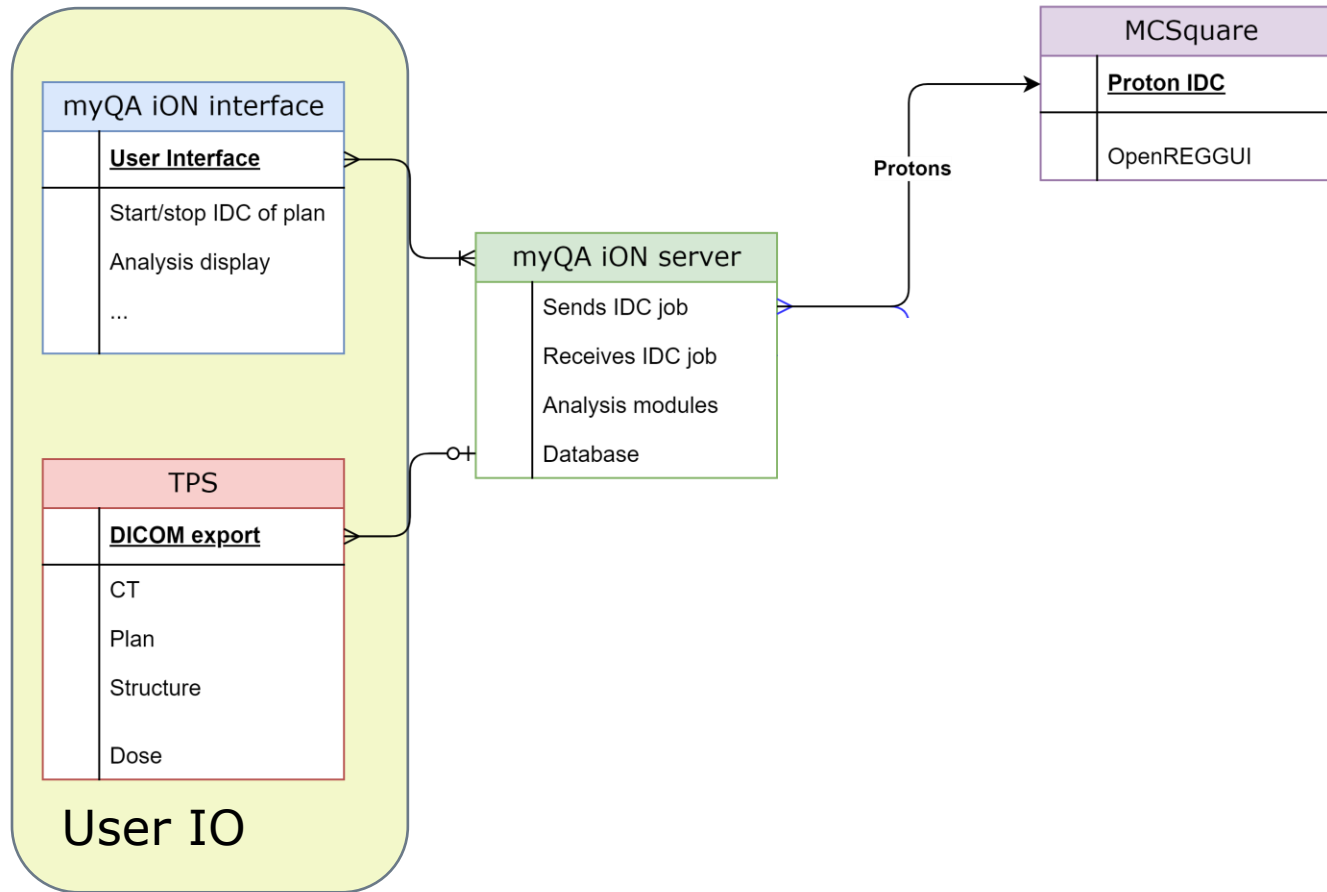 myQA iON interface
User Interface
Start/stop IDC of plan
Analysis display
...
TPS
DICOM export
CT
Plan
Structure
Dose
User IO
myQA iON server
Sends IDC job
Receives IDC job
Analysis modules
Database
Protons
MCSquare
Proton IDC
OpenREGGUI